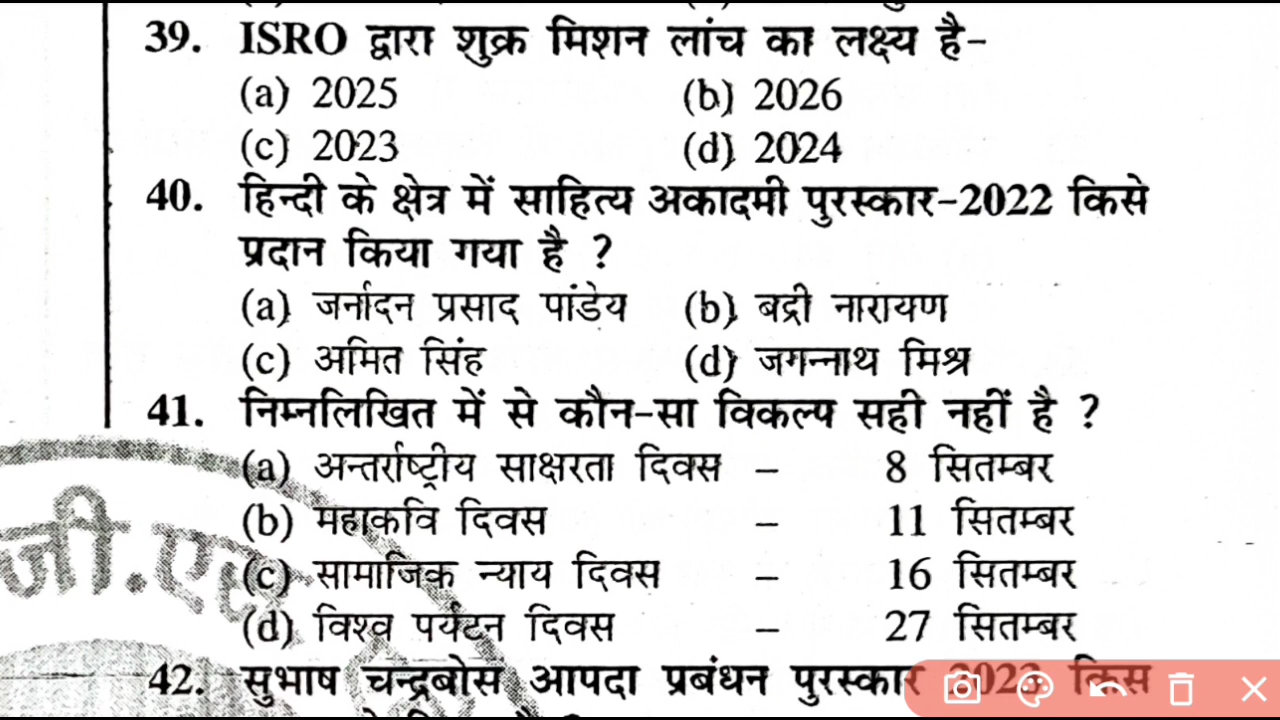 39. ISRO द्वारा शुक्र मिशन लांच का लक्ष्य है-
(a) 2025 (b) 2026
(c) 2023 (d) 2024
40. हिन्दी के क्षेत्र में साहित्य अकादमी पुरस्कार-2022 किसे
प्रदान किया गया है ?
(a) जर्नादन प्रसाद पांडेय (b) बद्री नारायण
(c) अमित सिंह (d) जगन्नाथ मिश्र
41. निम्नलिखित में से कौन-सा विकल्प सही नहीं है ?
(a) अन्तर्राष्ट्रीय साक्षरता दिवस – 8 सितम्बर
(b) महाकवि दिवस – 11 सितम्बर
(c) सामाजिक न्याय दिवस – 16 सितम्बर
(d) विश्व पर्यटन दिवस – 27 सितम्बर
जी.एस
42. सुभाष चन्द्रबोस आपदा प्रबंधन पुरस्कार 2023 किस